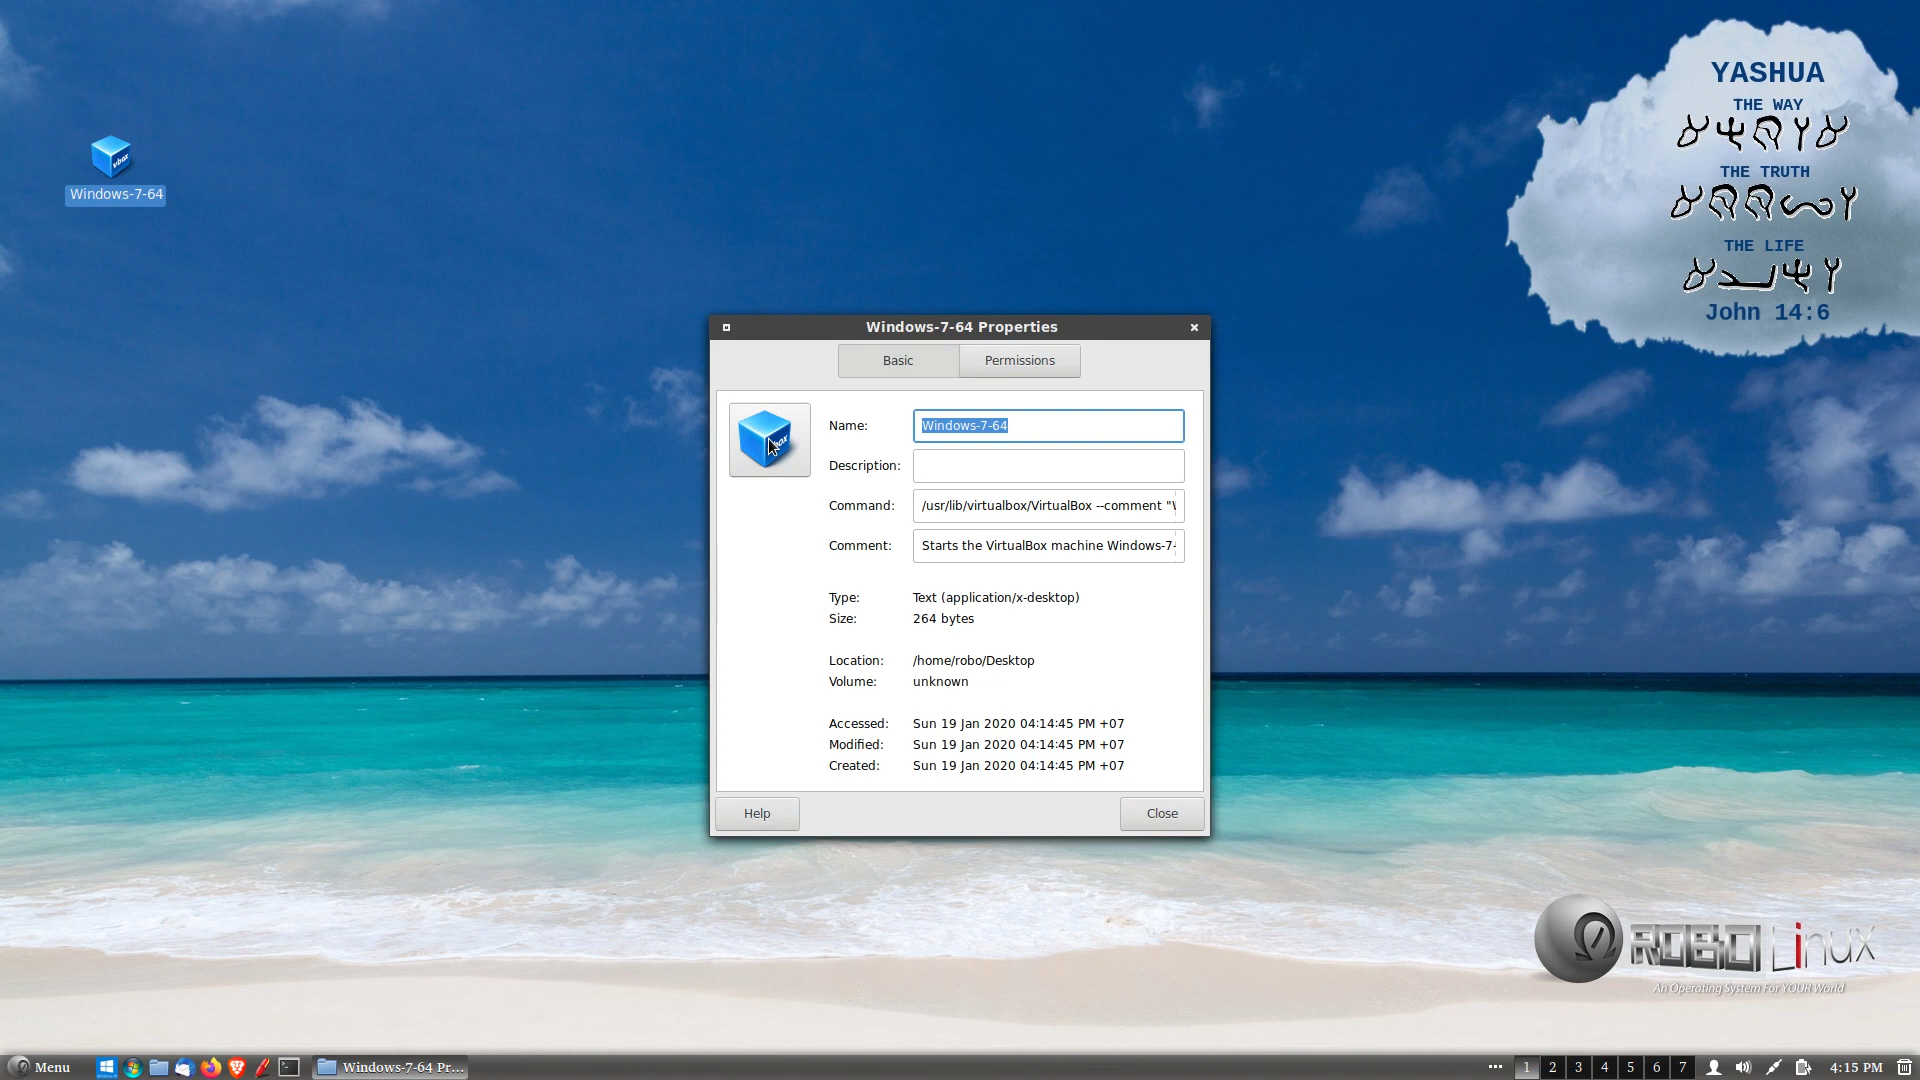 YASHUA
THE WAY
THE TRUTH
THE LIFE
John 14:6
vbox
Windows-7-64
Windows-7-64 Properties
Basic
Permissions
Name:
Windows-7-64
Description:
Command:
/usr/lib/virtualbox/VirtualBox --comment "
Comment:
Starts the VirtualBox machine Windows-7-
Type:
Text (application/x-desktop)
Size:
264 bytes
Location:
/home/robo/Desktop
Volume:
unknown
Accessed:
Sun 19 Jan 2020 04:14:45 PM +07
Modified:
Sun 19 Jan 2020 04:14:45 PM +07
Created:
Sun 19 Jan 2020 04:14:45 PM +07
Help
Close
ROBO Linux
An Operating System For YOUR World
Menu
Windows-7-64 Pr...
1 2 3 4 5 6 7
4:15 PM